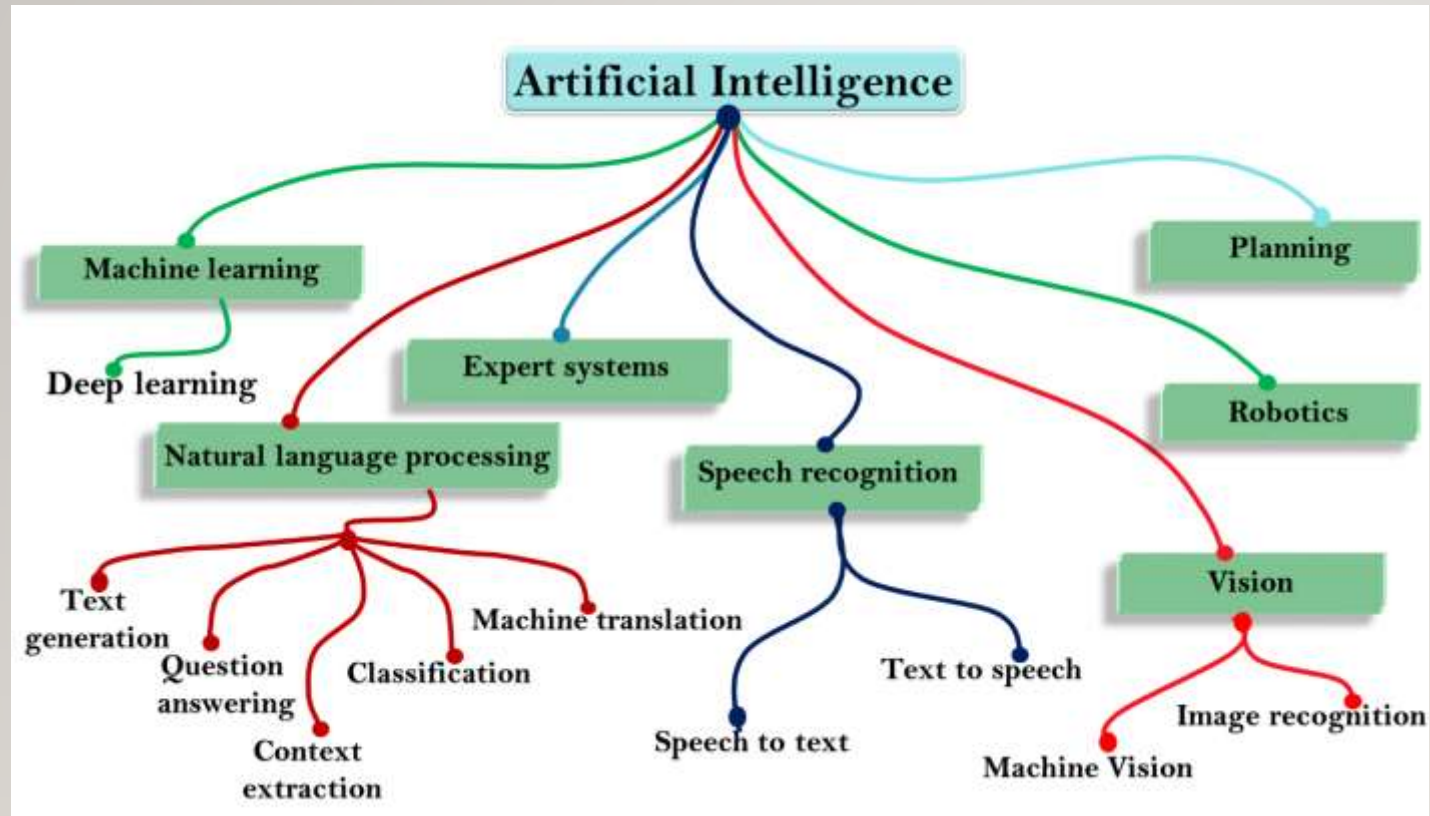 Artificial Intelligence
Machine learning
Deep learning
Natural language processing
Text
generation
Question
answering
Context
extraction
Classification
Machine translation
Expert systems
Speech recognition
Speech to text
Text to speech
Vision
Machine Vision
Image recognition
Robotics
Planning